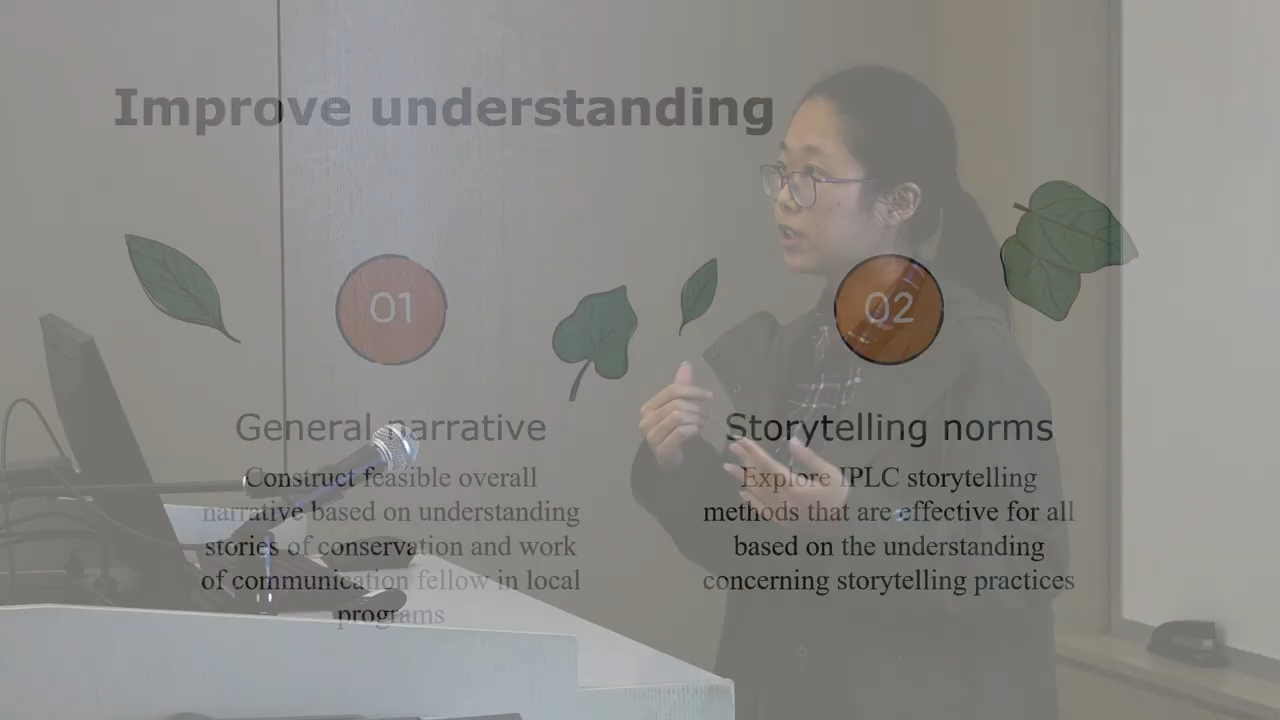 Improve understanding
01
General narrative
Construct feasible overall
narrative based on understanding
stories of conservation and work
of communication fellow in local
programs
02
Storytelling norms
Explore IPLC storytelling
methods that are effective for all
based on the understanding
concerning storytelling practices